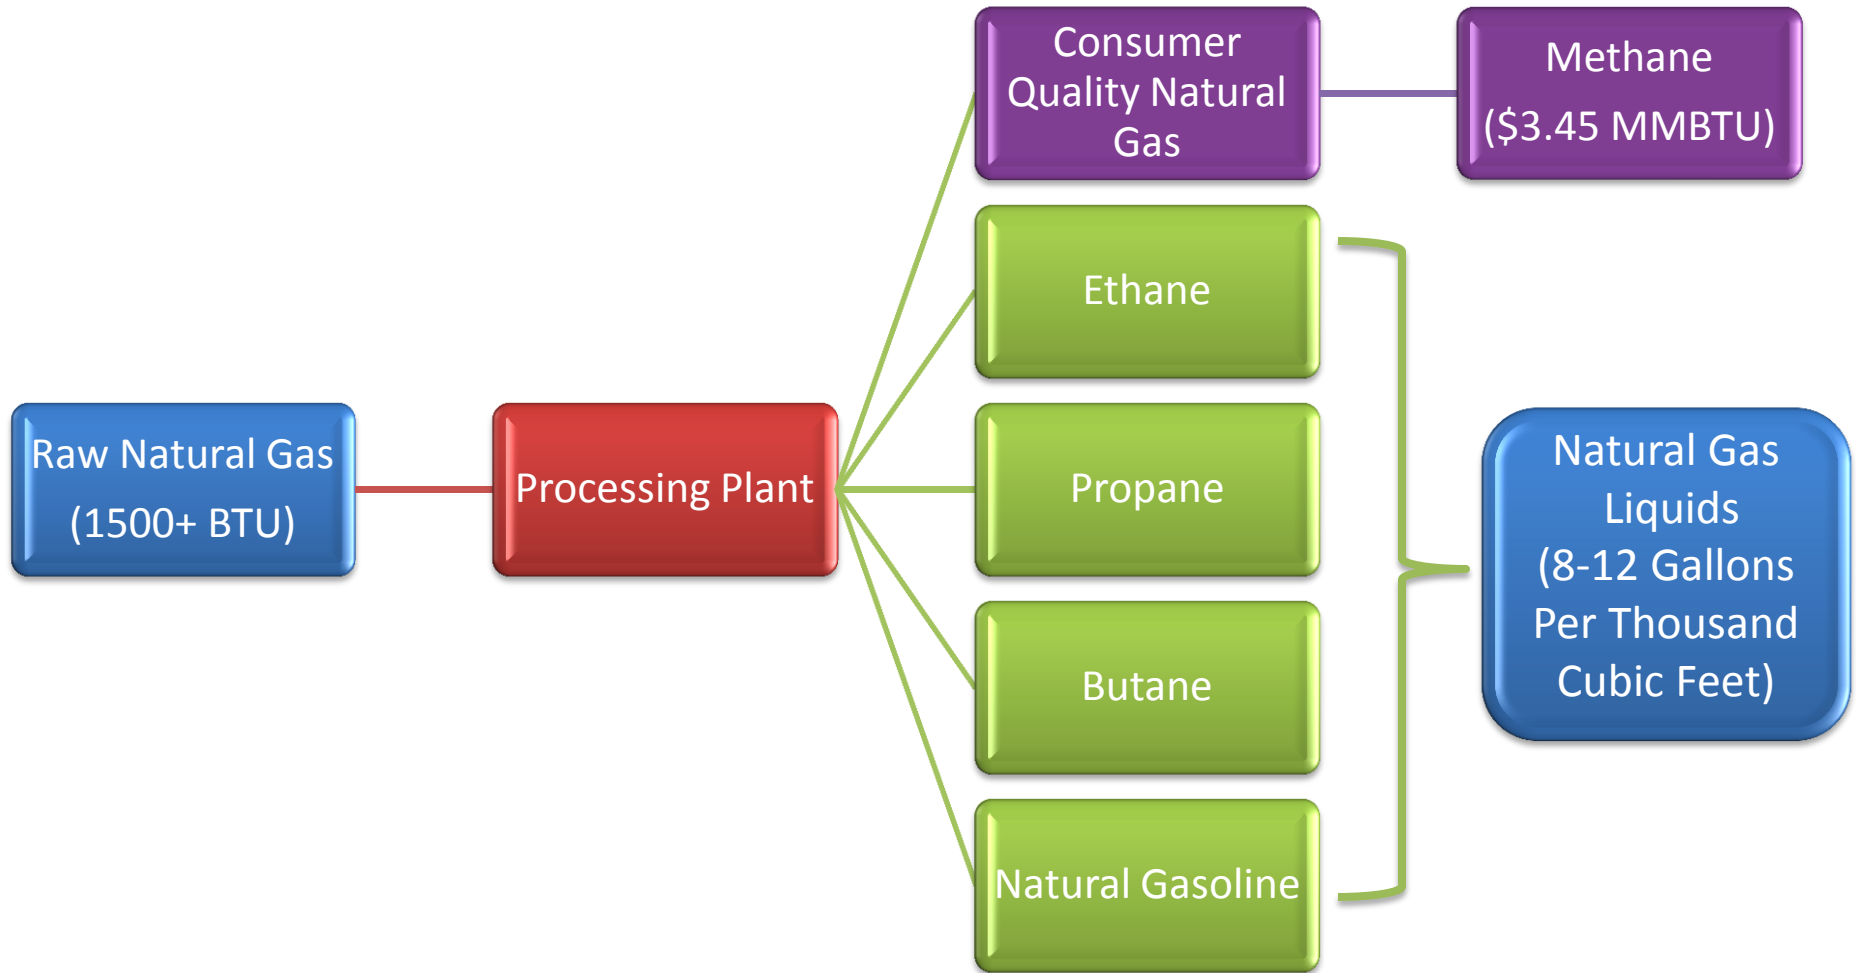 Raw Natural Gas
(1500+ BTU)
Processing Plant
Consumer
Quality Natural
Gas
Methane
($3.45 MMBTU)
Ethane
Propane
Butane
Natural Gasoline
Natural Gas
Liquids
(8-12 Gallons
Per Thousand
Cubic Feet)